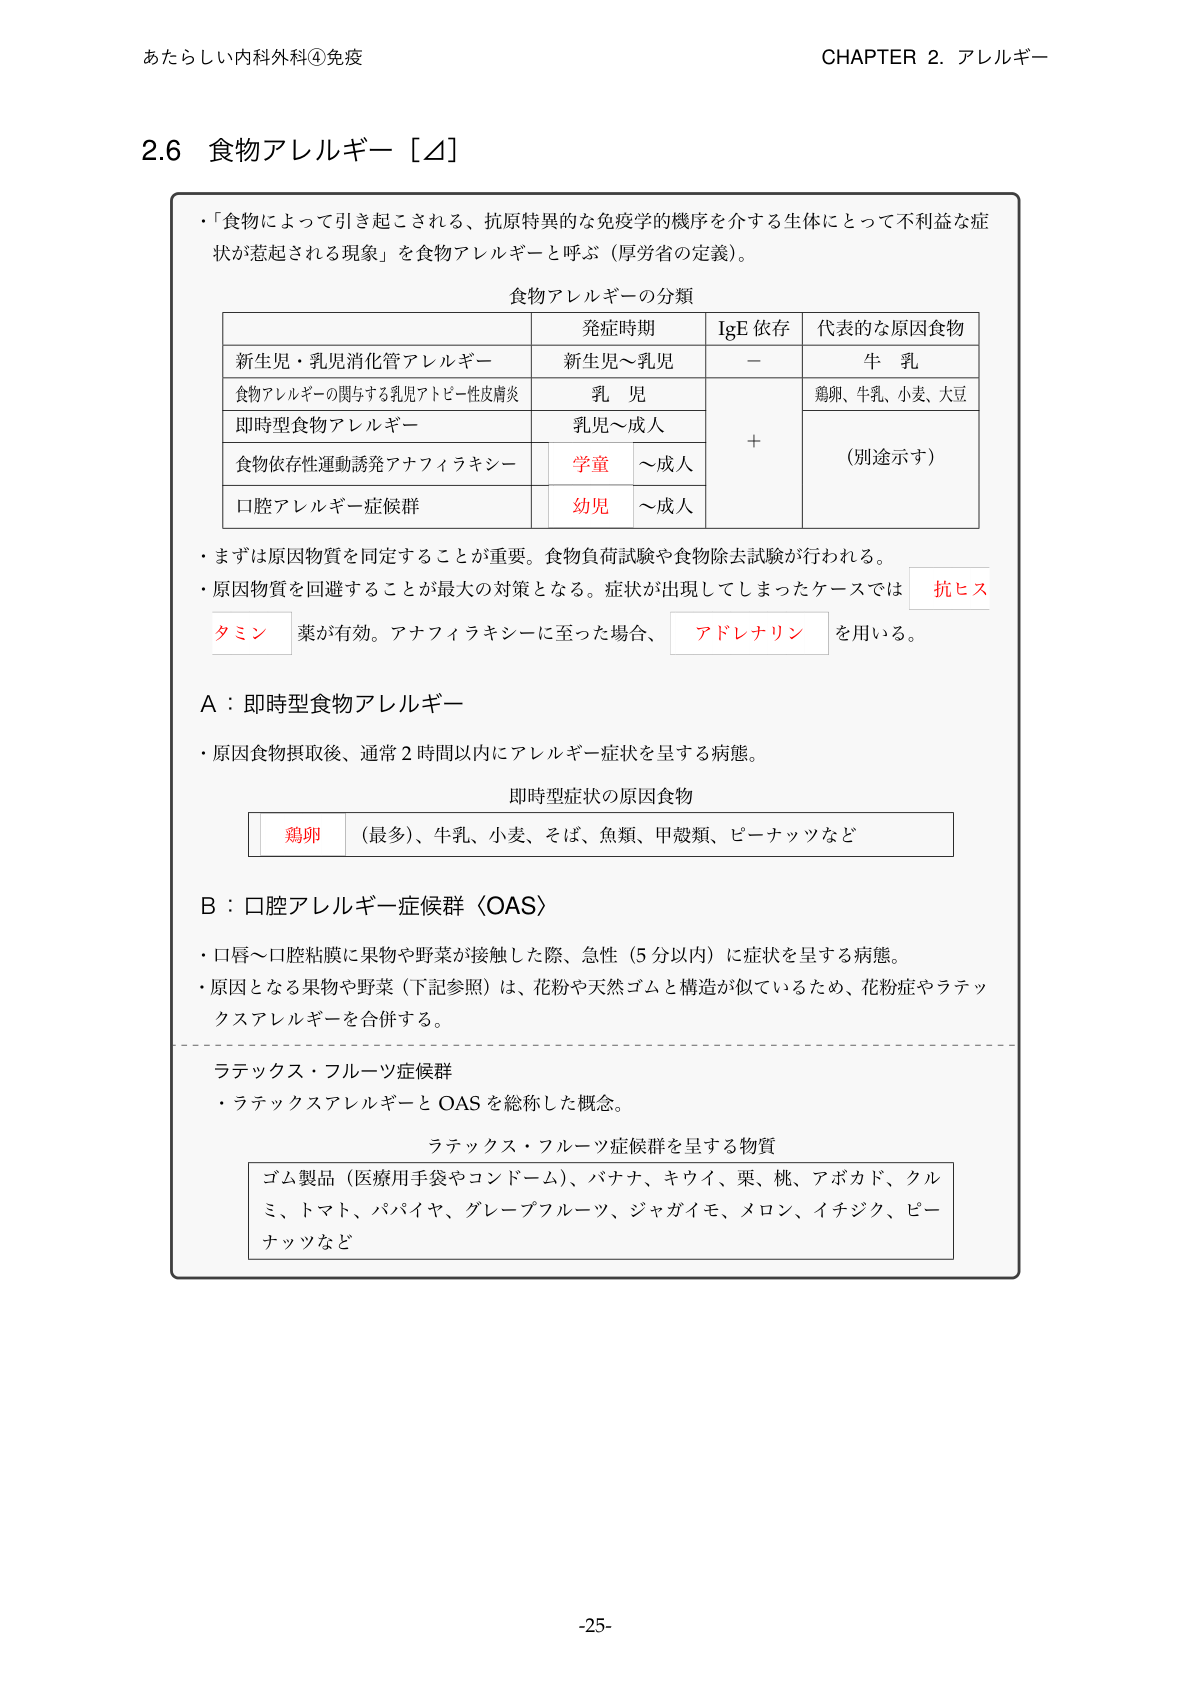 あたらしい内科外科④免疫
CHAPTER 2. アレルギー
2.6 食物アレルギー［⊿］
・「食物によって引き起こされる、抗原特異的な免疫学的機序を介する生体にとって不利益な症
状が惹起される現象」を食物アレルギーと呼ぶ（厚労省の定義）。
食物アレルギーの分類
発症時期 IgE 依存 代表的な原因食物
新生児・乳児消化管アレルギー 新生児〜乳児 − 牛 乳
食物アレルギーの関与する乳児アトピー性皮膚炎 乳 児 鶏卵、牛乳、小麦、大豆
即時型食物アレルギー 乳児〜成人
＋
（別途示す）
食物依存性運動誘発アナフィラキシー 学童 〜成人
口腔アレルギー症候群 幼児 〜成人
・まずは原因物質を同定することが重要。食物負荷試験や食物除去試験が行われる。
・原因物質を回避することが最大の対策となる。症状が出現してしまったケースでは 抗ヒス
タミン 薬が有効。アナフィラキシーに至った場合、 アドレナリン を用いる。
A：即時型食物アレルギー
・原因食物摂取後、通常 2 時間以内にアレルギー症状を呈する病態。
即時型症状の原因食物
鶏卵 （最多）、牛乳、小麦、そば、魚類、甲殻類、ピーナッツなど
B：口腔アレルギー症候群〈OAS〉
・口唇〜口腔粘膜に果物や野菜が接触した際、急性（5 分以内）に症状を呈する病態。
・原因となる果物や野菜（下記参照）は、花粉や天然ゴムと構造が似ているため、花粉症やラテッ
クスアレルギーを合併する。
ラテックス・フルーツ症候群
・ラテックスアレルギーと OAS を総称した概念。
ラテックス・フルーツ症候群を呈する物質
ゴム製品（医療用手袋やコンドーム）、バナナ、キウイ、栗、桃、アボカド、クル
ミ、トマト、パパイヤ、グレープフルーツ、ジャガイモ、メロン、イチジク、ピー
ナッツなど
-25-